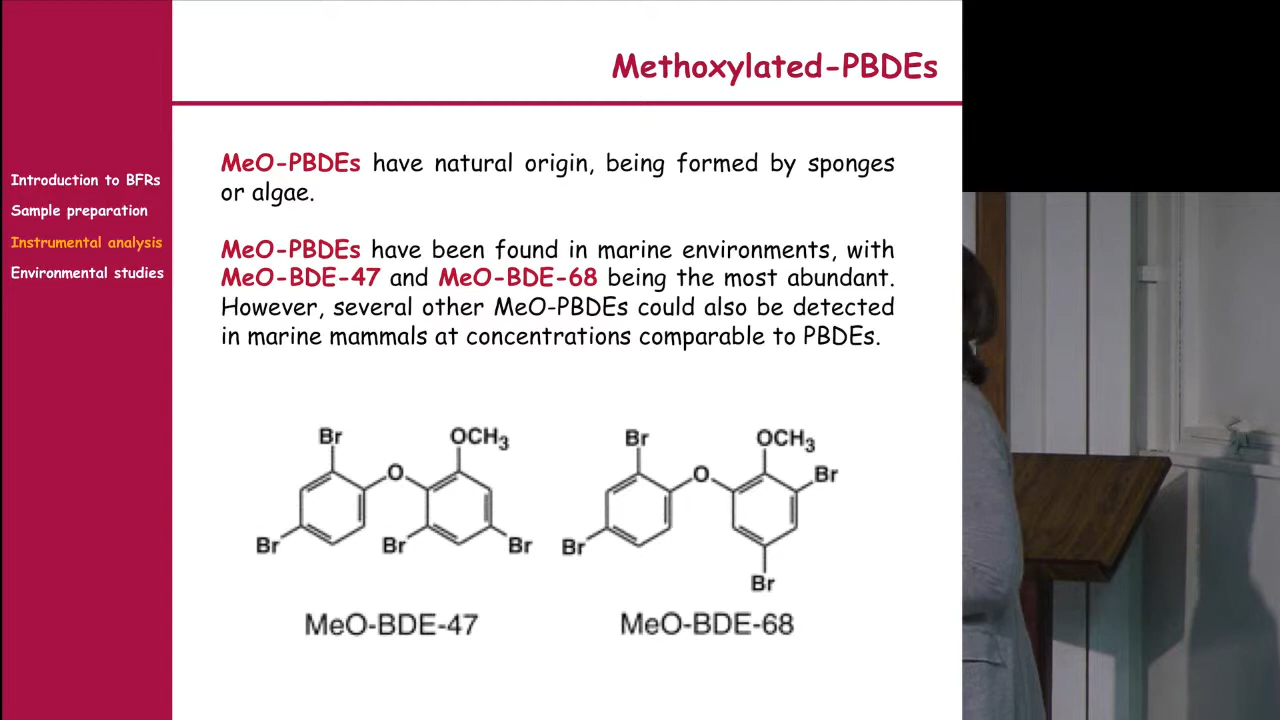 Methoxylated-PBDEs
Introduction to BFRs
Sample preparation
Instrumental analysis
Environmental studies
MeO-PBDEs have natural origin, being formed by sponges
or algae.
MeO-PBDEs have been found in marine environments, with
MeO-BDE-47 and MeO-BDE-68 being the most abundant.
However, several other MeO-PBDEs could also be detected
in marine mammals at concentrations comparable to PBDEs.
Br
OCH3
O
Br
Br
Br
MeO-BDE-47
Br
OCH3
O
Br
Br
Br
MeO-BDE-68